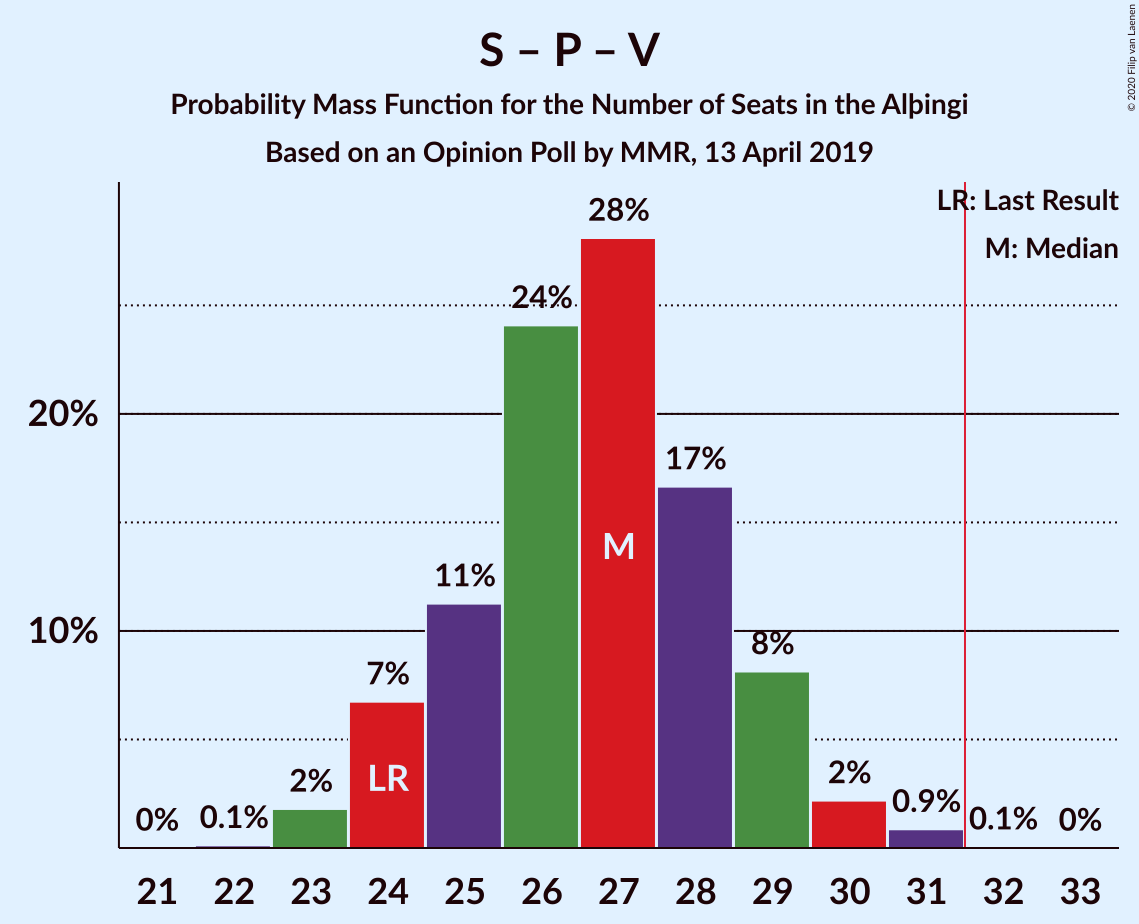 S – P – V
Probability Mass Function for the Number of Seats in the Alþingi
Based on an Opinion Poll by MMR, 13 April 2019
© 2020 Filip van Laenen
LR: Last Result
M: Median
28%
24%
20%
17%
M
11%
10%
8%
7%
LR
2%
2%
0.9%
0%
0.1%
0.1%
0%
21 22 23 24 25 26 27 28 29 30 31 32 33